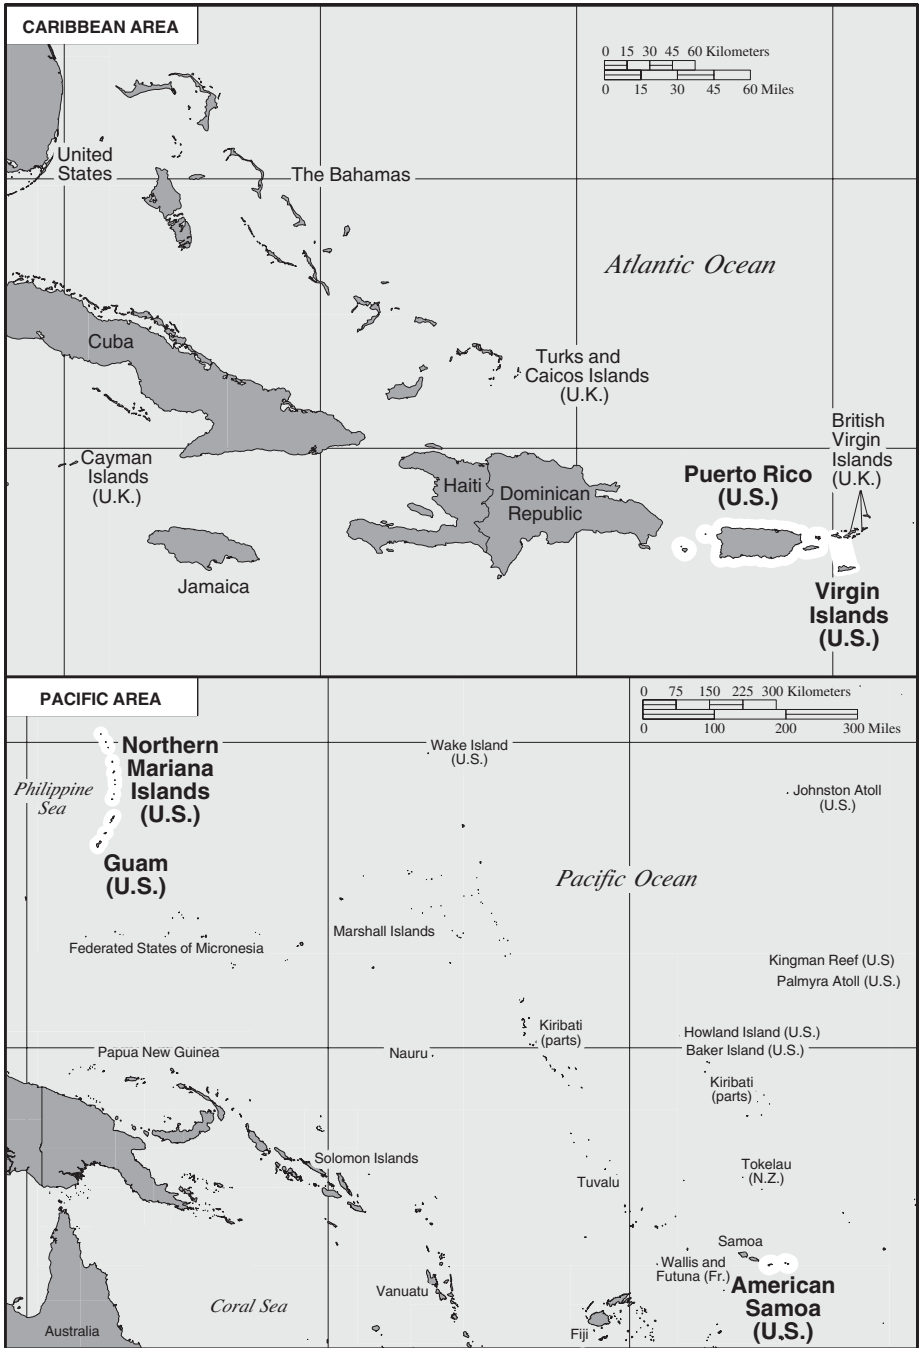 CARIBBEAN AREA
0 15 30 45 60 Kilometers
0 15 30 45 60 Miles
United
States
The Bahamas
Atlantic Ocean
Cuba
Turks and
Caicos Islands
(U.K.)
British
Virgin
Islands
(U.K.)
Cayman
Islands
(U.K.)
Haiti
Dominican
Republic
Puerto Rico
(U.S.)
Jamaica
Virgin
Islands
(U.S.)
PACIFIC AREA
0 75 150 225 300 Kilometers
0 100 200 300 Miles
Northern
Mariana
Islands
(U.S.)
Wake Island
(U.S.)
Philippine
Sea
Johnston Atoll
(U.S.)
Guam
(U.S.)
Pacific Ocean
Marshall Islands
Federated States of Micronesia
Kingman Reef (U.S)
Palmyra Atoll (U.S.)
Kiribati
(parts)
Howland Island (U.S.)
Baker Island (U.S.)
Papua New Guinea
Nauru
Kiribati
(parts)
Solomon Islands
Tuvalu
Tokelau
(N.Z.)
Samoa
Wallis and
Futuna (Fr.)
American
Samoa
(U.S.)
Vanuatu
Coral Sea
Australia
Fiji